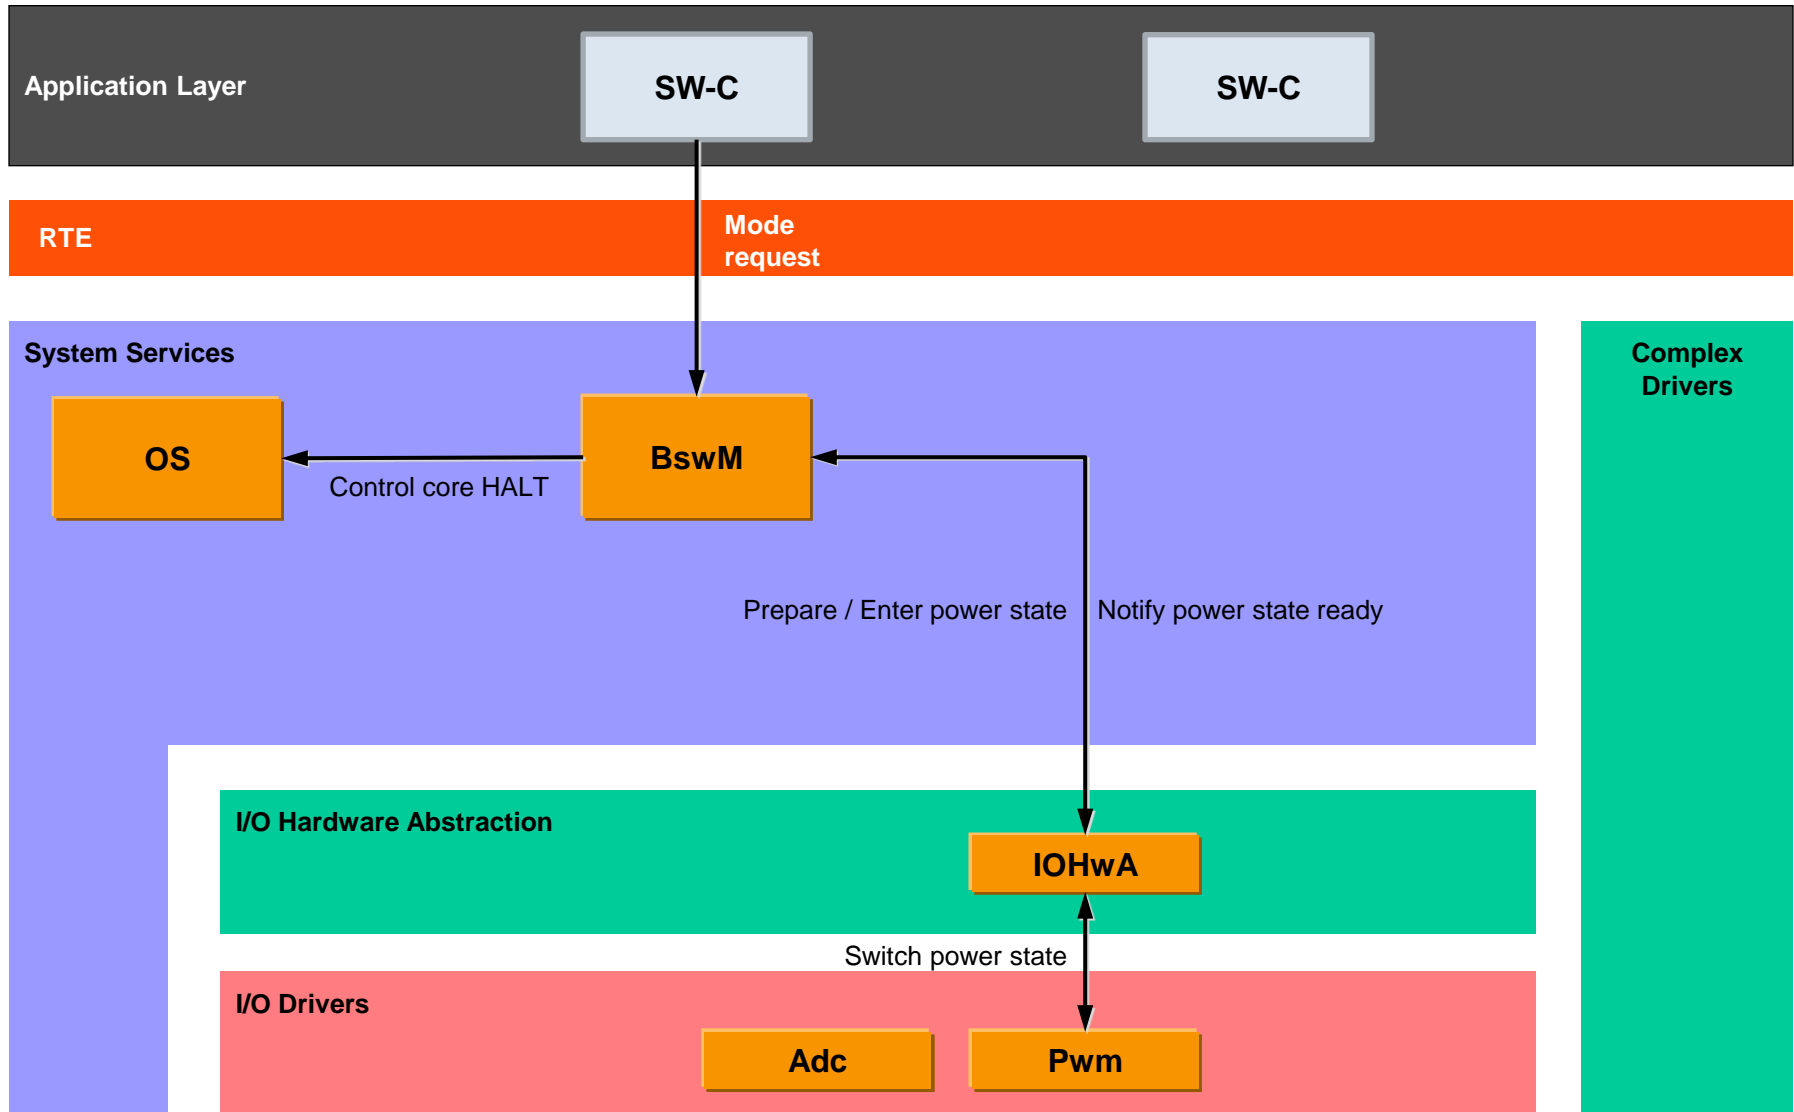 Application Layer
SW-C
SW-C
RTE
Mode
request
System Services
Complex
Drivers
OS
BswM
Control core HALT
Prepare / Enter power state
Notify power state ready
I/O Hardware Abstraction
IOHwA
Switch power state
I/O Drivers
Adc
Pwm